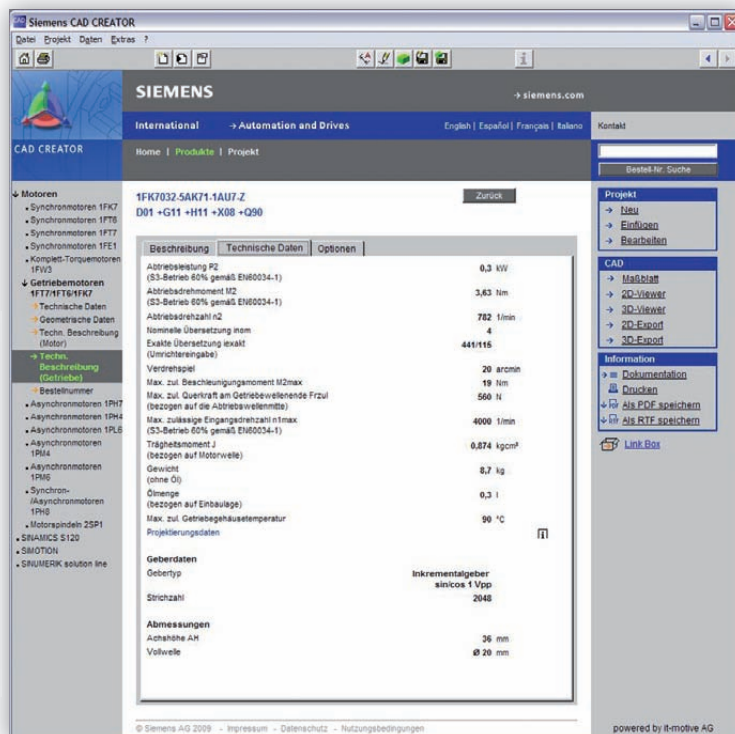 CAD Siemens CAD CREATOR
Datei Projekt Daten Extras ?
SIEMENS
→ siemens.com
International → Automation and Drives English | Español | Français | Italiano
Kontakt
CAD CREATOR
Home | Produkte | Projekt
Bestell-Nr. Suche
Motoren
Synchronmotoren 1FK7
Synchronmotoren 1FT6
Synchronmotoren 1FT7
Synchronmotoren 1FE1
Komplett-Torquemotoren
1FW3
Getriebemotoren
1FT7/1FT6/1FK7
Technische Daten
Geometrische Daten
Techn. Beschreibung
(Motor)
Techn.
Beschreibung
(Getriebe)
Bestellnummer
Asynchronmotoren 1PH7
Asynchronmotoren 1PH4
Asynchronmotoren 1PL6
Asynchronmotoren
1PM4
Asynchronmotoren
1PM6
Synchron-
/Asynchronmotoren
1PH8
Motorspindeln 2SP1
SINAMICS S120
SIMOTION
SINUMERIK solution line
1FK7032-5AK71-1AU7-Z
D01 +G11 +H11 +X08 +Q90
Zurück
Beschreibung Technische Daten Optionen
Abtriebsleistung P2 0,3 kW
(S3-Betrieb 60% gemäß EN60034-1)
Abtriebsdrehmoment M2 3,63 Nm
(S3-Betrieb 60% gemäß EN60034-1)
Abtriebsdrehzahl n2 782 1/min
Nominelle Übersetzung inom 4
Exakte Übersetzung iexakt 441/115
(Umrichtereingabe)
Verdrehspiel 20 arcmin
Max. zul. Beschleunigungsmoment M2max 19 Nm
Max. zul. Querkraft am Getriebewellenende Frzul 560 N
(bezogen auf die Abtriebswellenmitte)
Max. zulässige Eingangsdrehzahl n1max 4000 1/min
(S3-Betrieb 60% gemäß EN60034-1)
Trägheitsmoment J 0,874 kgcm²
(bezogen auf Motorwelle)
Gewicht 8,7 kg
(ohne Öl)
Ölmenge 0,3 l
(bezogen auf Einbaulage)
Max. zul. Getriebegehäusetemperatur 90 °C
Projektierungsdaten
Geberdaten
Gebertyp Inkrementalgeber
sin/cos 1 Vpp
Strichzahl 2048
Abmessungen
Achshöhe AH 36 mm
Vollwelle Ø 20 mm
Projekt
Neu
Einfügen
Bearbeiten
CAD
Maßblatt
2D-Viewer
3D-Viewer
2D-Export
3D-Export
Information
Dokumentation
Drucken
Als PDF speichern
Als RTF speichern
Link Box
© Siemens AG 2009 - Impressum - Datenschutz - Nutzungsbedingungen
powered by it-motive AG